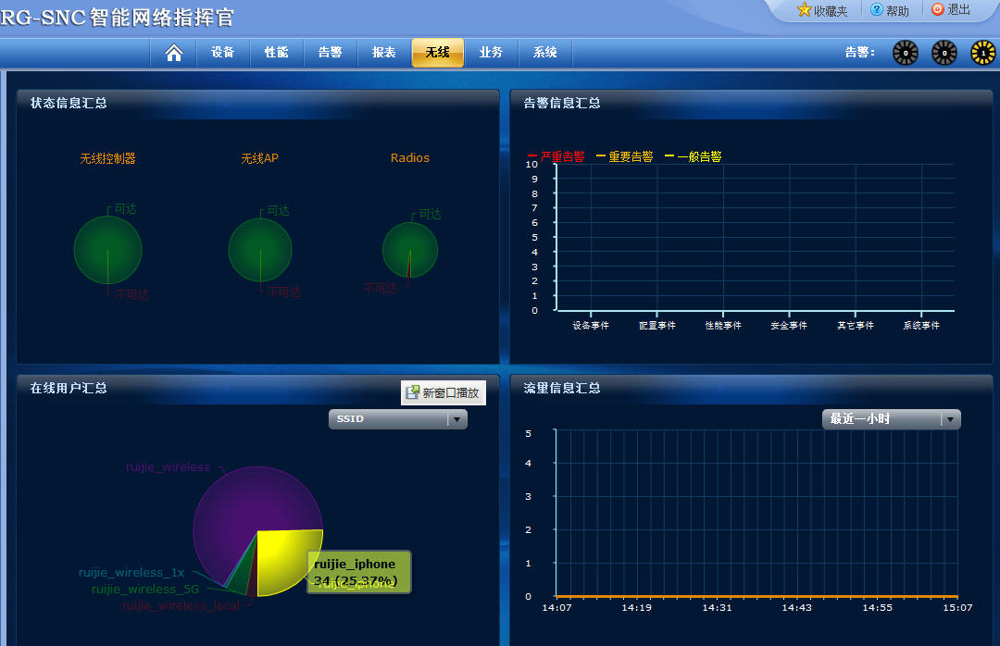 RG-SNC 智能网络指挥官
收藏夹 帮助 退出
设备 性能 告警 报表 无线 业务 系统 告警： 0 0 1
状态信息汇总
无线控制器 无线AP Radios
可达 可达 可达
不可达 不可达 不可达
告警信息汇总
严重告警 重要告警 一般告警
10
9
8
7
6
5
4
3
2
1
0
设备事件 配置事件 性能事件 安全事件 其它事件 系统事件
在线用户汇总
新窗口播放
SSID
ruijie_wireless
ruijie_iphone
34 (25.37%)
ruijie_iphone
ruijie_wireless_1x
ruijie_wireless_5G
ruijie_wireless_local
流量信息汇总
最近一小时
5
4
3
2
1
0
14:07 14:19 14:31 14:43 14:55 15:07